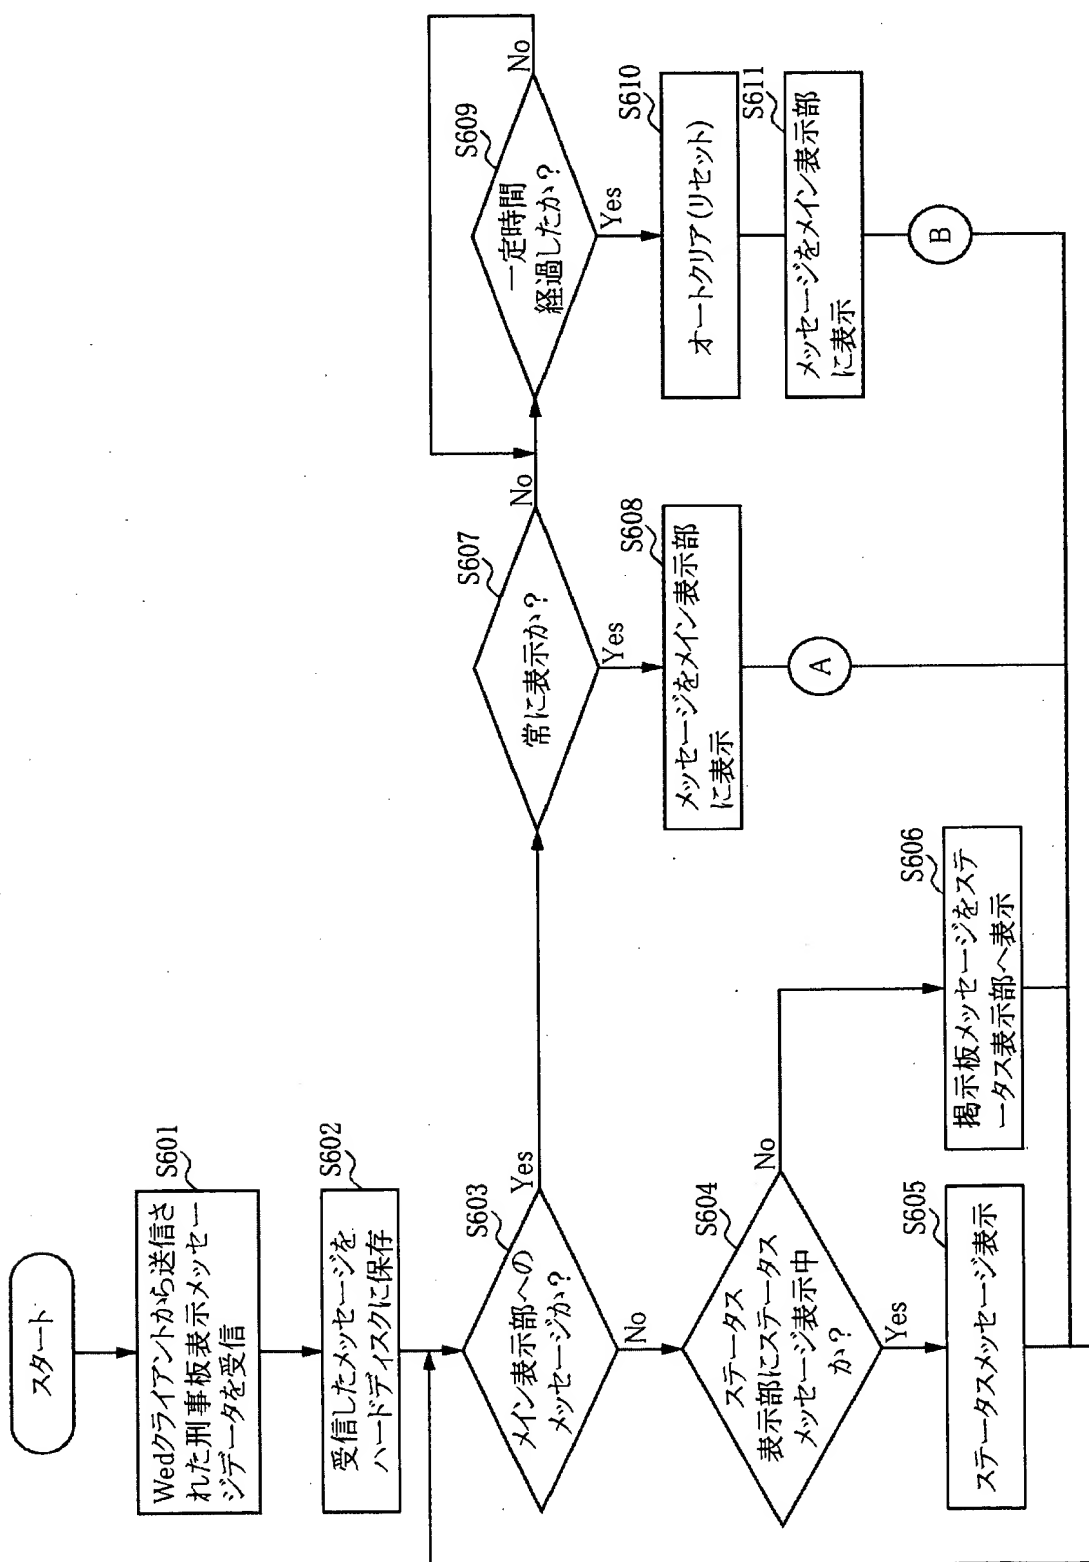 スタート
S601
Wedクライアントから送信さ
れた刑事板表示メッセー
ジデータを受信
S602
受信したメッセージを
ハードディスクに保存
S603
メイン表示部への
メッセージか?
Yes
No
S604
ステータス
表示部にステータス
メッセージ表示中
か?
No
Yes
S605
ステータスメッセージ表示
S606
掲示板メッセージをステ
ータス表示部へ表示
S607
常に表示か?
No
Yes
S608
メッセージをメイン表示部
に表示
A
S609
一定時間
経過したか?
No
Yes
S610
オートクリア(リセット)
S611
メッセージをメイン表示部
に表示
B